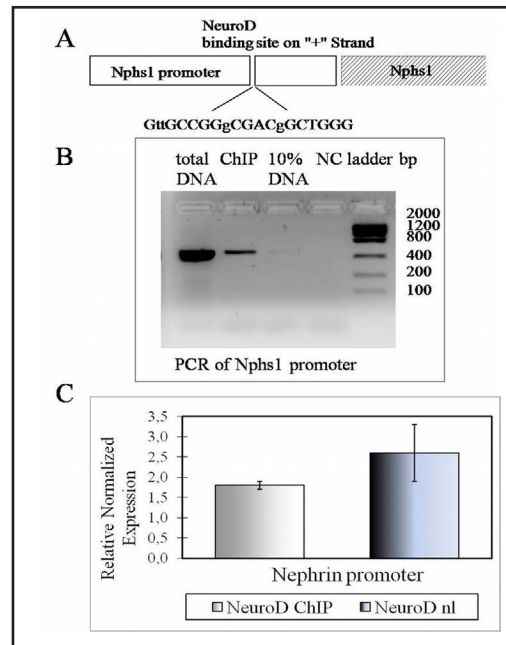 A
NeuroD
binding site on "+" Strand
Nphs1 promoter
Nphs1
GttGCCGGgCGACgGCTGGG
B
total ChIP 10% NC ladder bp
DNA DNA
2000
1200
800
400
200
100
PCR of Nphs1 promoter
C
Relative Normalized
Expression
3,5
3,0
2,5
2,0
1,5
1,0
0,5
0,0
Nephrin promoter
NeuroD ChIP NeuroD nl